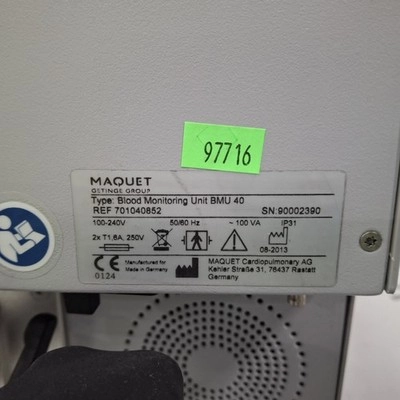 97716
MAQUET
GETINGE GROUP
Type: Blood Monitoring Unit BMU 40
REF 701040852 SN:90002390
100-240V 50/60 Hz ~ 100 VA IP31
2x T1,6A, 250V 08-2013
CE 0124 Manufactured for Germany MAQUET Cardiopulmonary AG
Kehler Straße 31, 76437 Rastatt
Germany